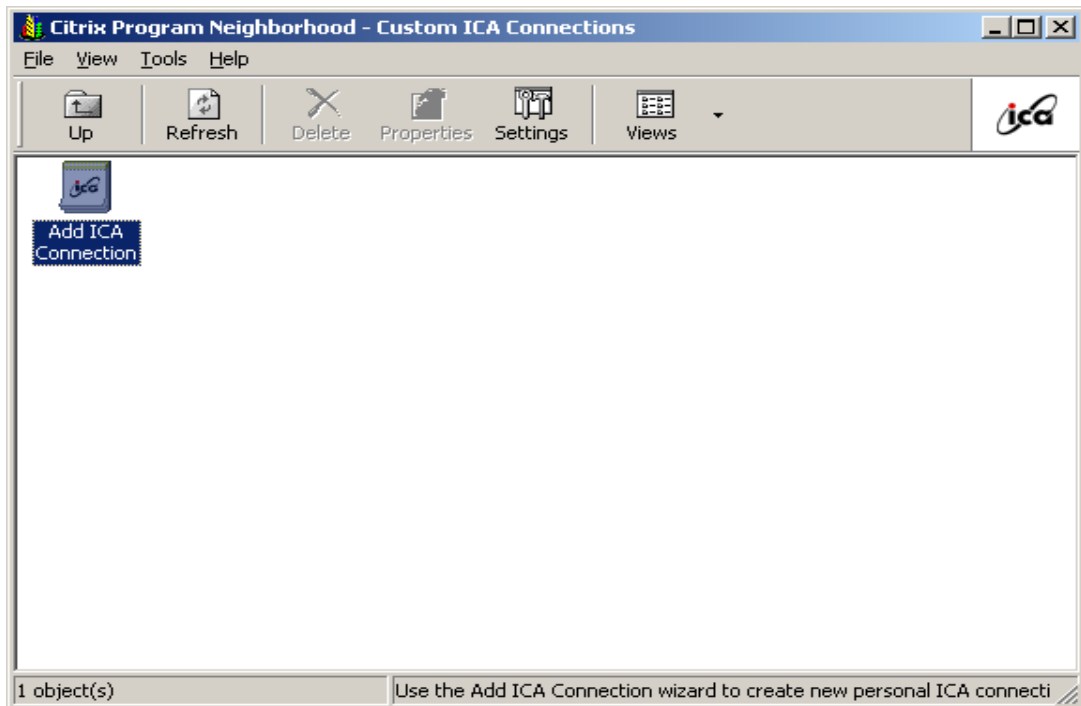 Citrix Program Neighborhood - Custom ICA Connections
File View Tools Help
Up Refresh Delete Properties Settings Views
ica
ica
Add ICA
Connection
1 object(s) Use the Add ICA Connection wizard to create new personal ICA connecti